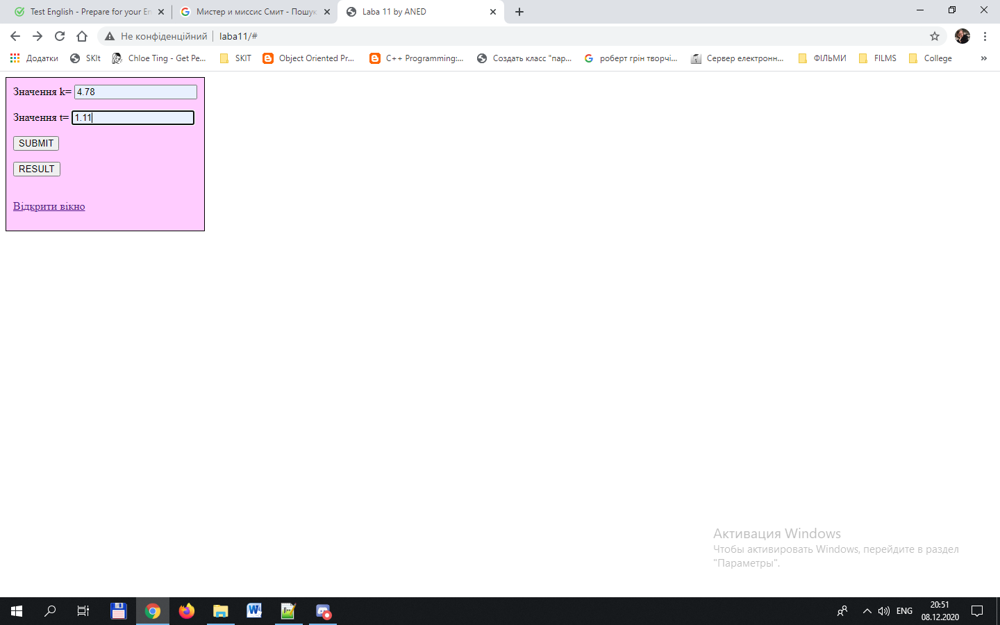 Test English - Prepare for your En
Мистер и миссис Смит - Пошук
Laba 11 by ANED
Не конфіденційний
laba11/#
Додатки
SKIt
Chloe Ting - Get Pe...
SKIT
Object Oriented Pr...
C++ Programming:...
Создать класс "пар...
роберт грін творчі...
Сервер електронн...
ФІЛЬМИ
FILMS
College
»
Значення k= 4.78
Значення t= 1.11
SUBMIT
RESULT
Відкрити вікно
Активация Windows
Чтобы активировать Windows, перейдите в раздел
"Параметры".
ENG
20:51
08.12.2020